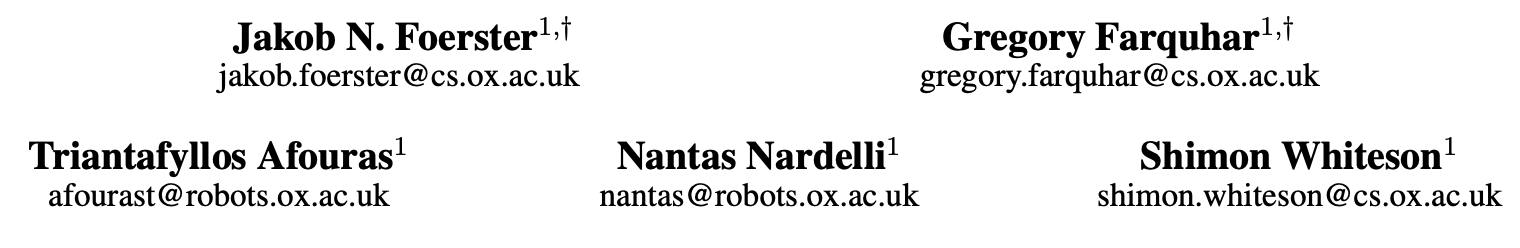 Jakob N. Foerster1,† Gregory Farquhar1,†
jakob.foerster@cs.ox.ac.uk gregory.farquhar@cs.ox.ac.uk
Triantafyllos Afouras1 Nantas Nardelli1 Shimon Whiteson1
afourast@robots.ox.ac.uk nantas@robots.ox.ac.uk shimon.whiteson@cs.ox.ac.uk